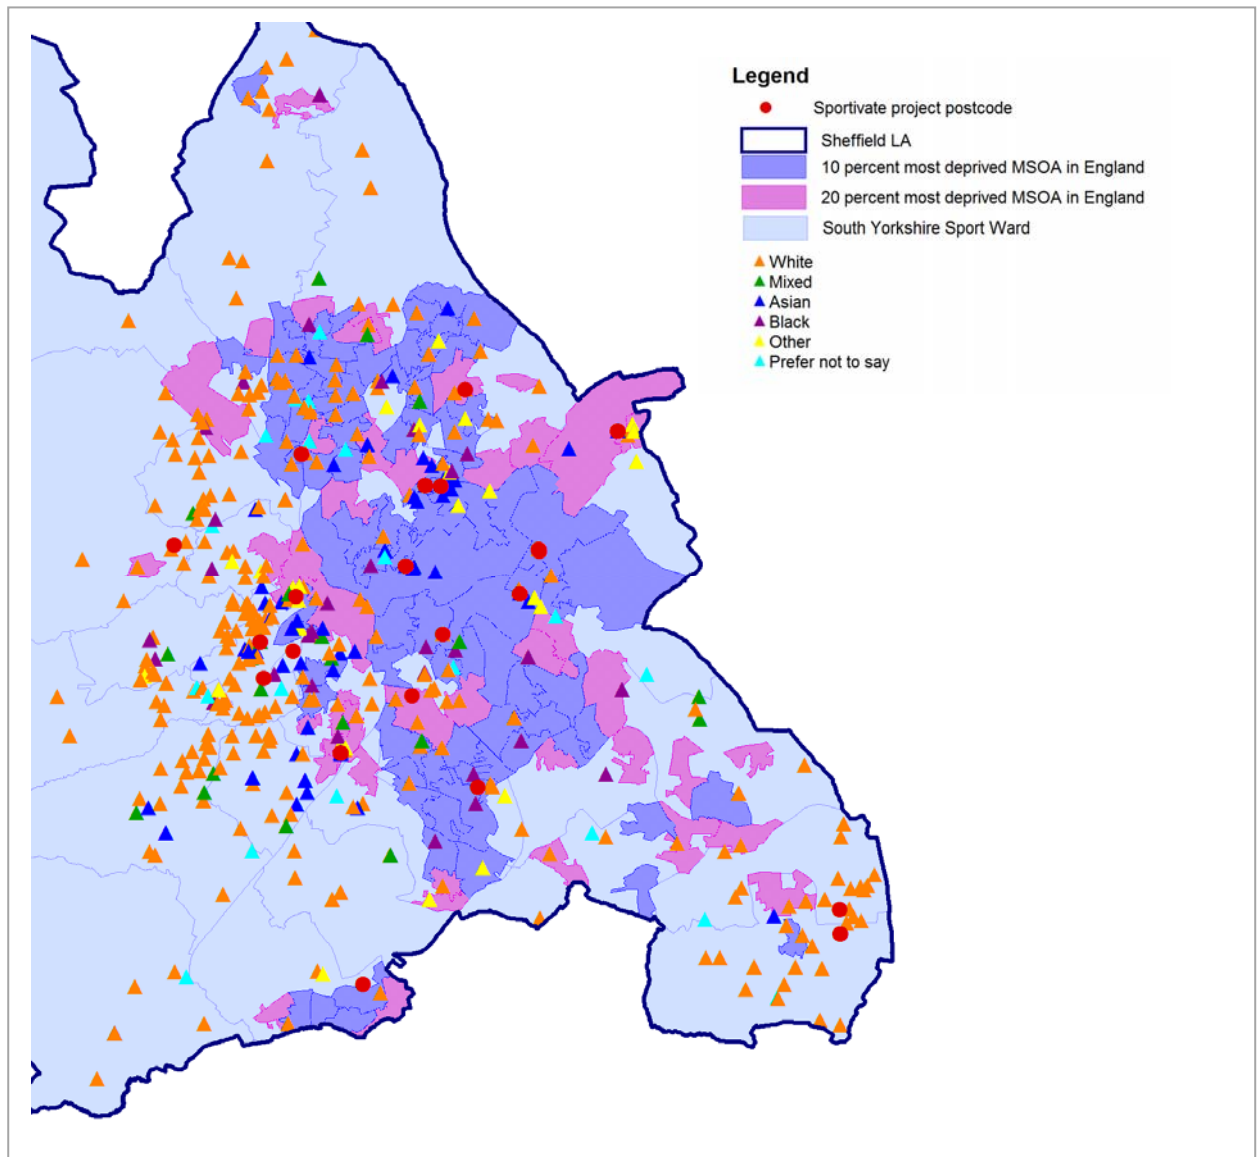 Legend
Sportivate project postcode
Sheffield LA
10 percent most deprived MSOA in England
20 percent most deprived MSOA in England
South Yorkshire Sport Ward
White
Mixed
Asian
Black
Other
Prefer not to say